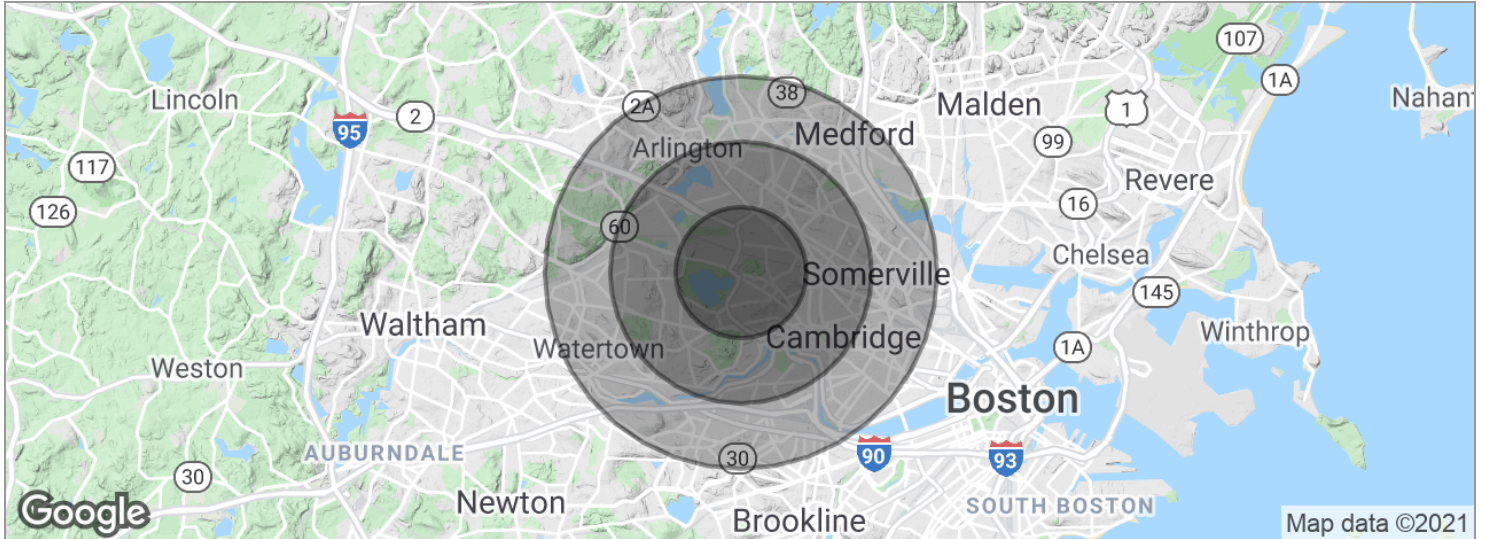 107
1A
Lincoln
38
Nahan
2A
Malden
1
2
95
Medford
99
Arlington
117
Revere
16
126
60
Chelsea
Somerville
145
Waltham
Cambridge
Winthrop
Watertown
1A
Weston
Boston
AUBURNDALE
30
90
93
30
Newton
SOUTH BOSTON
Google
Brookline
Map data ©2021